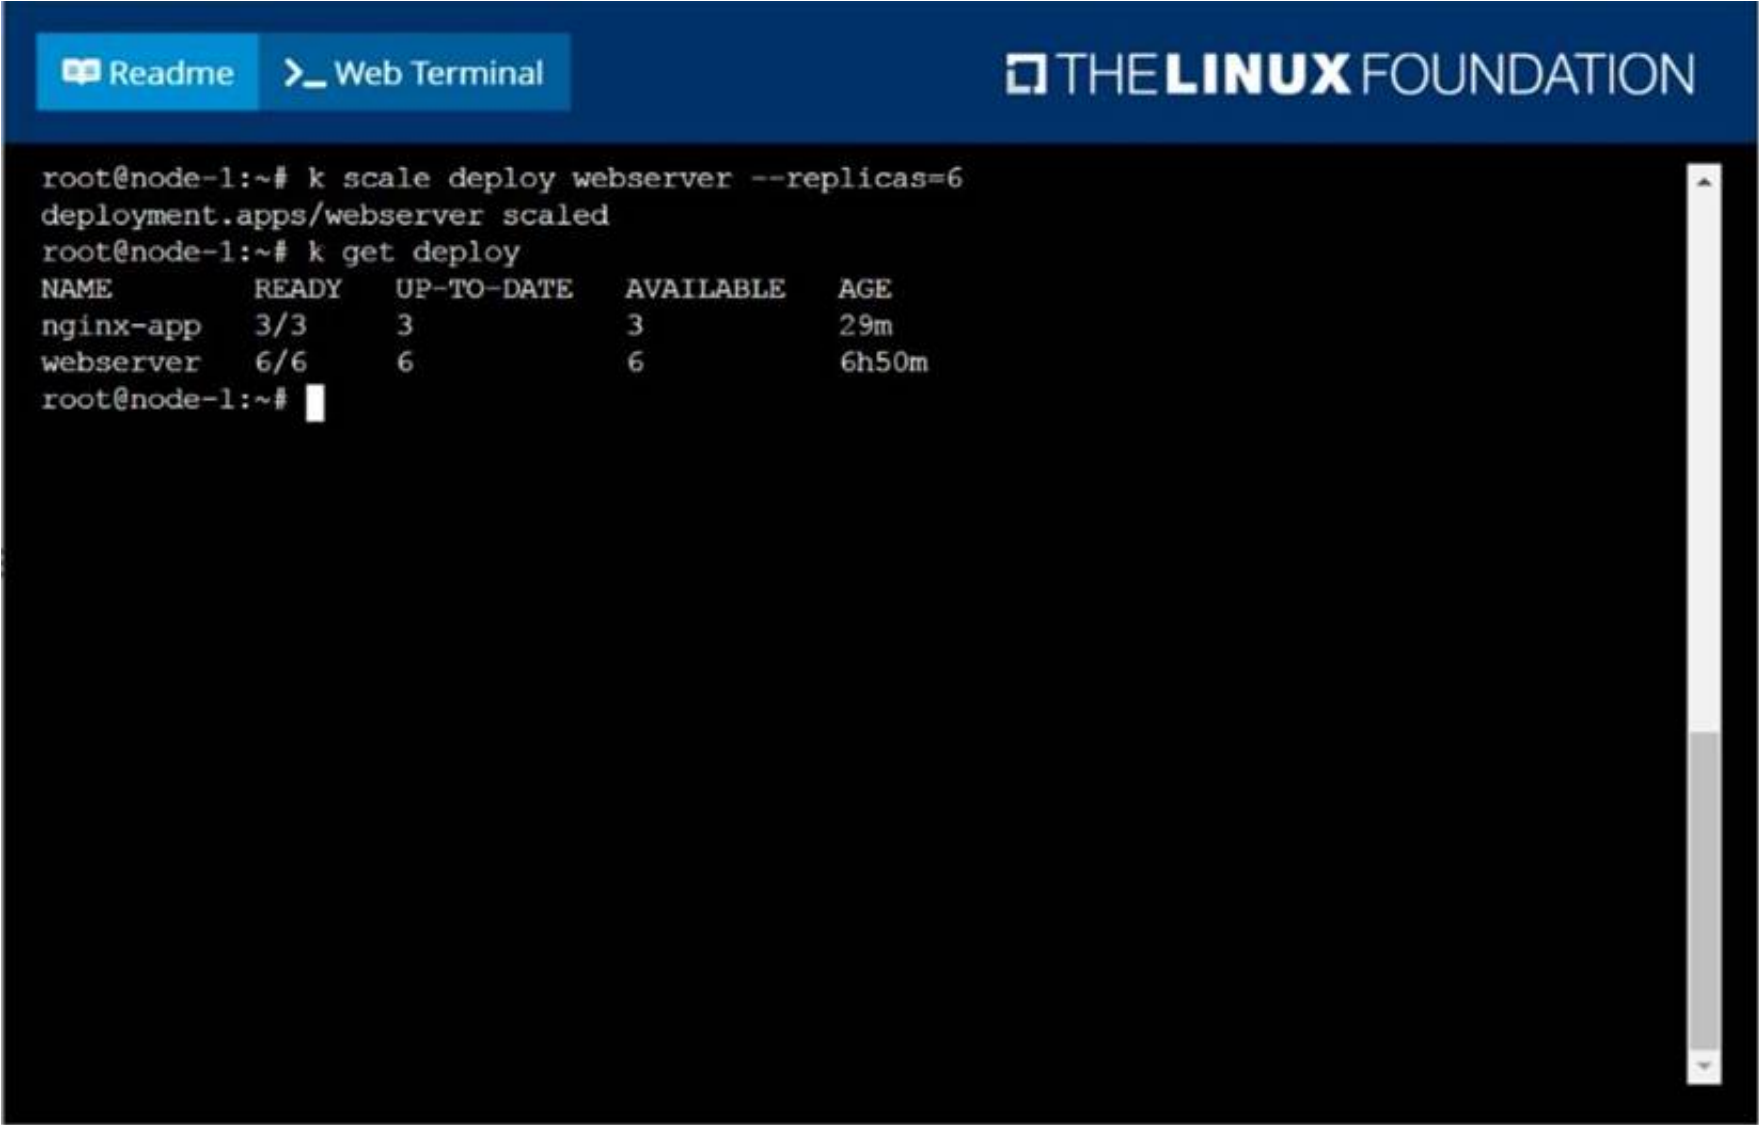 Readme
Web Terminal
THE LINUX FOUNDATION
root@node-1:~# k scale deploy webserver --replicas=6
deployment.apps/webserver scaled
root@node-1:~# k get deploy
NAME READY UP-TO-DATE AVAILABLE AGE
nginx-app 3/3 3 3 29m
webserver 6/6 6 6 6h50m
root@node-1:~#